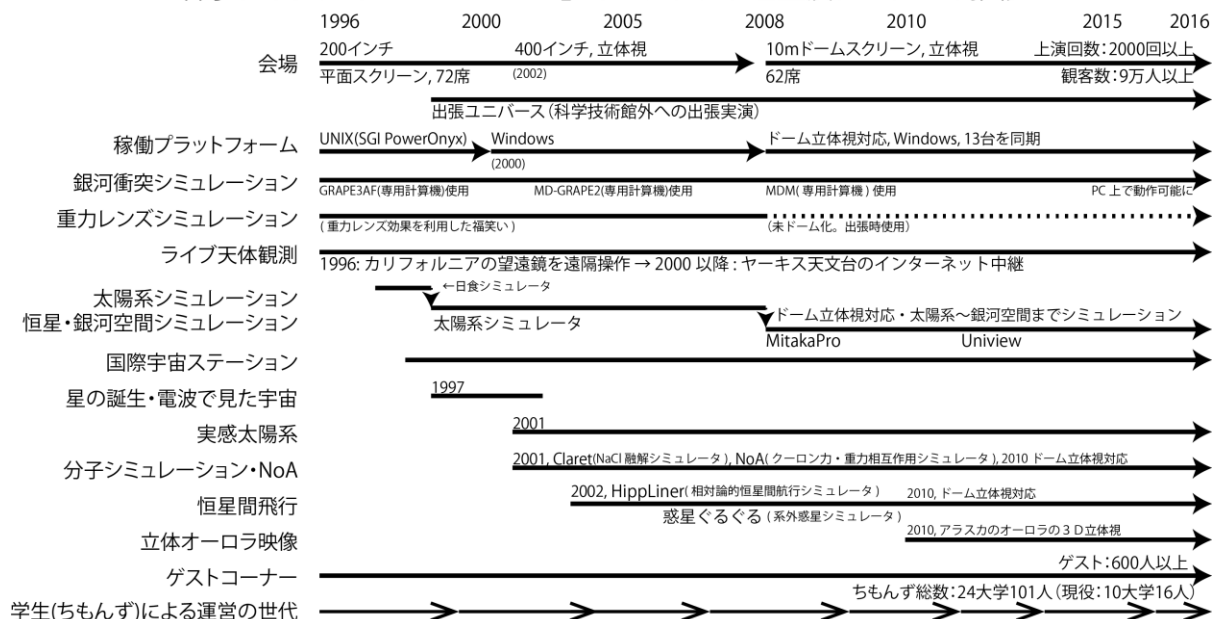 1996 2000 2005 2008 2010 2015 2016
会場
200インチ
400インチ, 立体視
10mドームスクリーン, 立体視
上演回数：2000回以上
平面スクリーン, 72席
(2002)
62席
観客数：9万人以上
出張ユニバース（科学技術館外への出張実演）
稼働プラットフォーム
UNIX(SGI PowerOnyx)
Windows
(2000)
ドーム立体視対応, Windows, 13台を同期
銀河衝突シミュレーション
GRAPE3AF(専用計算機)使用
MD-GRAPE2(専用計算機)使用
MDM( 専用計算機 ) 使用
PC 上で動作可能に
重力レンズシミュレーション
( 重力レンズ効果を利用した福笑い )
（未ドーム化。出張時使用）
ライブ天体観測
1996: カリフォルニアの望遠鏡を遠隔操作 → 2000 以降 : ヤーキス天文台のインターネット中継
太陽系シミュレーション
←日食シミュレータ
恒星・銀河空間シミュレーション
太陽系シミュレータ
ドーム立体視対応・太陽系～銀河空間までシミュレーション
MitakaPro
Uniview
国際宇宙ステーション
星の誕生・電波で見た宇宙
1997
実感太陽系
2001
分子シミュレーション・NoA
2001, Claret(NaCl 融解シミュレータ ), NoA( クーロン力・重力相互作用シミュレータ ), 2010 ドーム立体視対応
恒星間飛行
2002, HippLiner( 相対論的恒星間航行シミュレータ )
2010, ドーム立体視対応
惑星ぐるぐる ( 系外惑星シミュレータ )
立体オーロラ映像
2010, アラスカのオーロラの３Ｄ立体視
ゲストコーナー
ゲスト：600人以上
ちもんず総数：24大学101人（現役：10大学16人）
学生(ちもんず)による運営の世代